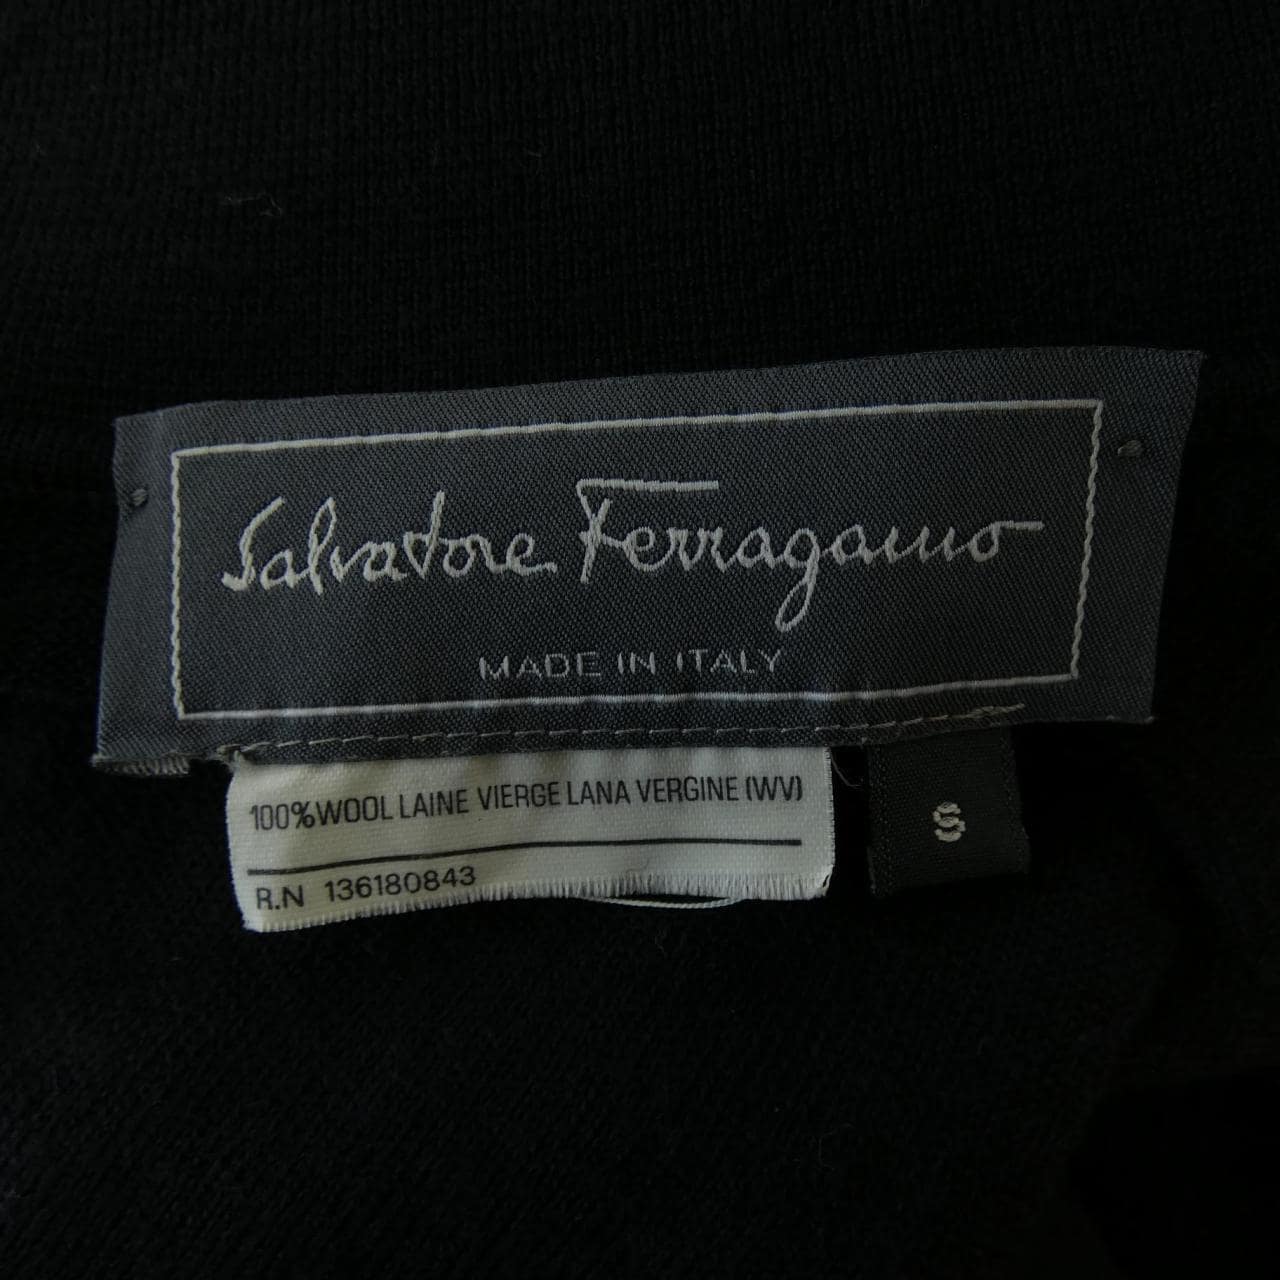 Salvatore Ferragamo
MADE IN ITALY
100% WOOL LAINE VIERGE LANA VERGINE (WV)
R.N 136180843
S